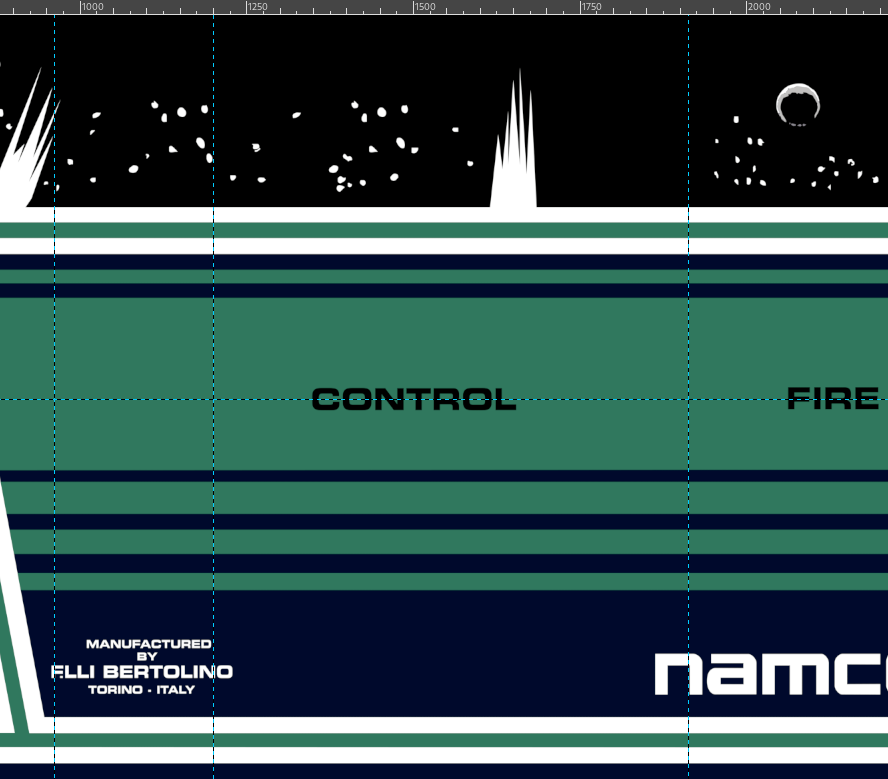 1000 1250 1500 1750 2000
CONTROL FIRE
MANUFACTURED
BY
F.LLI BERTOLINO
TORINO - ITALY
namco